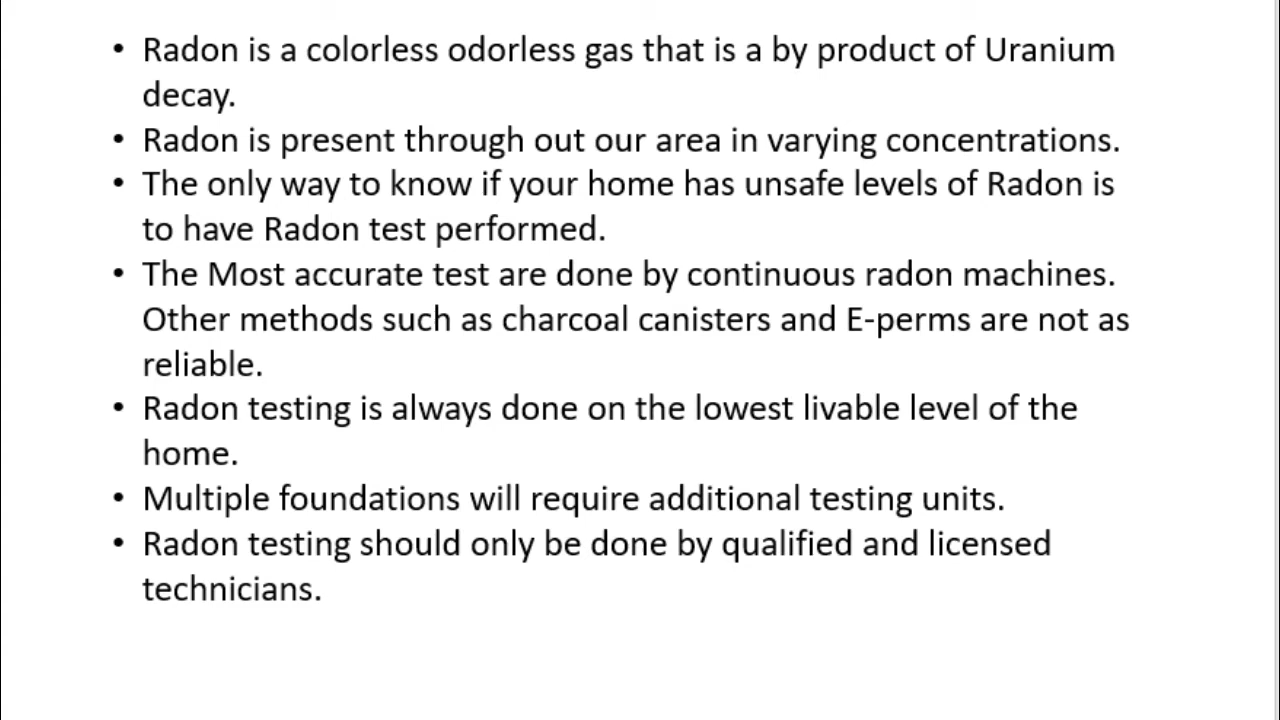 • Radon is a colorless odorless gas that is a by product of Uranium
decay.
• Radon is present through out our area in varying concentrations.
• The only way to know if your home has unsafe levels of Radon is
to have Radon test performed.
• The Most accurate test are done by continuous radon machines.
Other methods such as charcoal canisters and E-perms are not as
reliable.
• Radon testing is always done on the lowest livable level of the
home.
• Multiple foundations will require additional testing units.
• Radon testing should only be done by qualified and licensed
technicians.